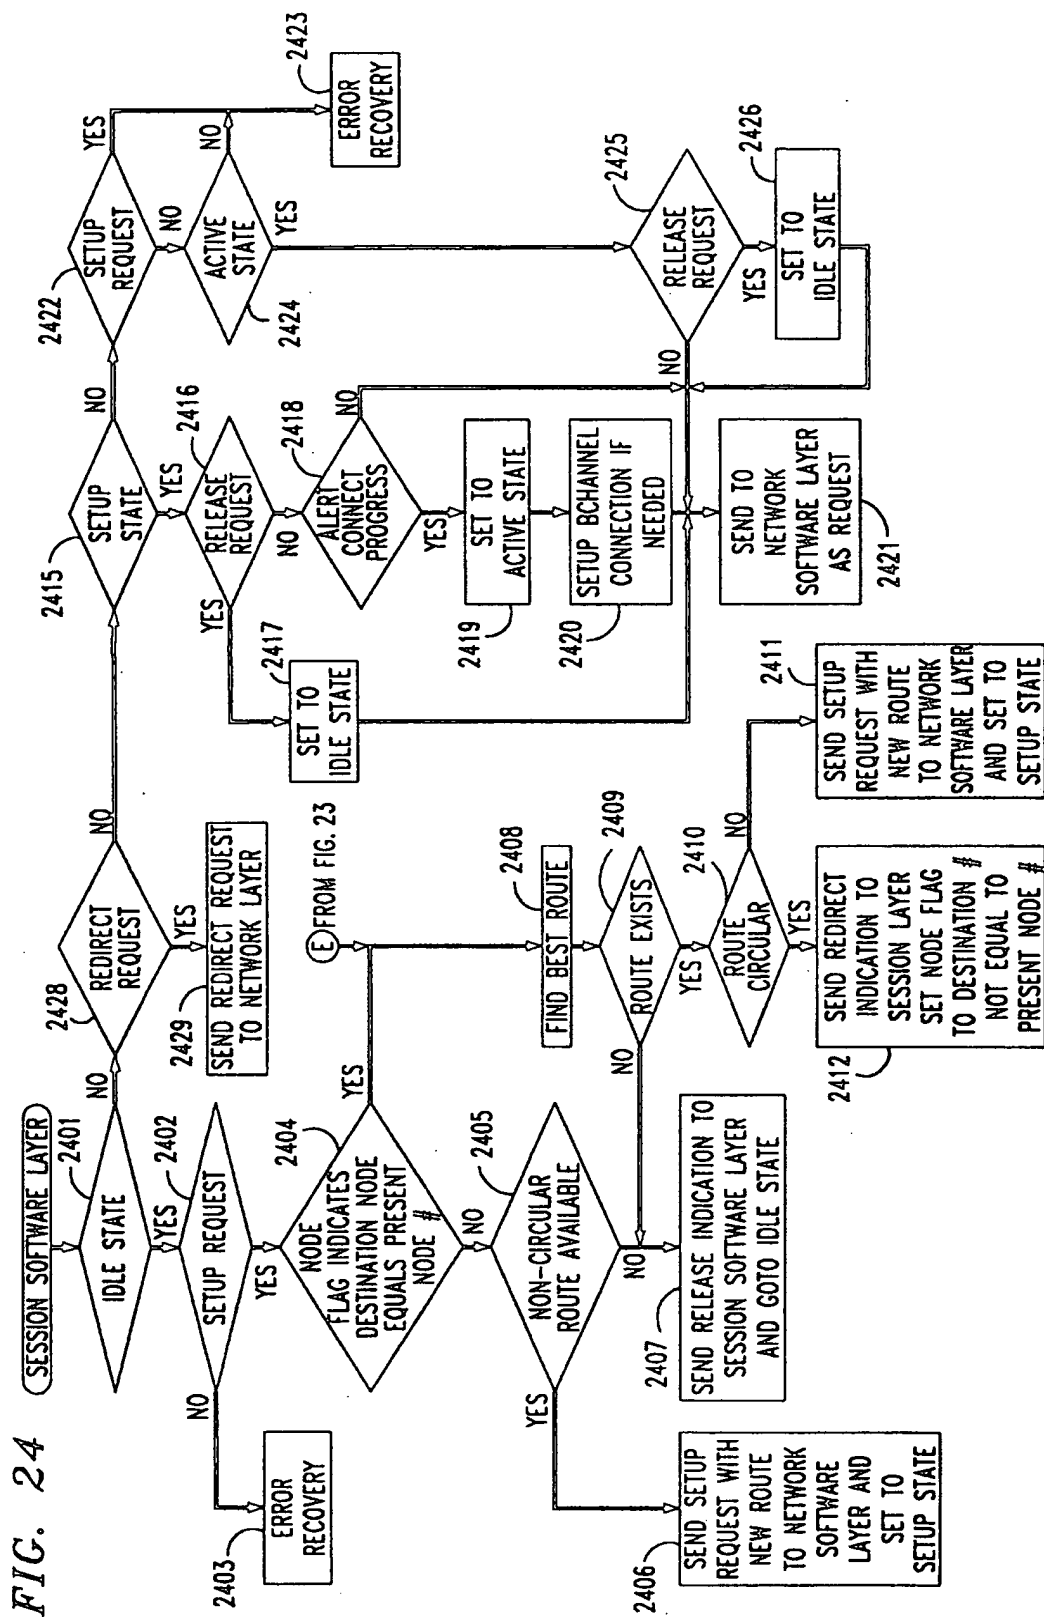 FIG. 24
SESSION SOFTWARE LAYER
2401
IDLE STATE
NO
YES
2402
SETUP REQUEST
NO
YES
2403
ERROR
RECOVERY
2404
NODE
FLAG INDICATES
DESTINATION NODE
EQUALS PRESENT
NODE #
YES
NO
2405
NON-CIRCULAR
ROUTE AVAILABLE
YES
NO
2406
SEND SETUP
REQUEST WITH
NEW ROUTE
TO NETWORK
SOFTWARE
LAYER AND
SET TO
SETUP STATE
2407
SEND RELEASE INDICATION TO
SESSION SOFTWARE LAYER
AND GOTO IDLE STATE
2428
REDIRECT
REQUEST
NO
YES
2429
SEND REDIRECT REQUEST
TO NETWORK LAYER
E FROM FIG. 23
2408
FIND BEST ROUTE
2409
ROUTE EXISTS
NO
YES
2410
ROUTE
CIRCULAR
NO
YES
2411
SEND SETUP
REQUEST WITH
NEW ROUTE
TO NETWORK
SOFTWARE LAYER
AND SET TO
SETUP STATE
2412
SEND REDIRECT
INDICATION TO
SESSION LAYER
SET NODE FLAG
TO DESTINATION #
NOT EQUAL TO
PRESENT NODE #
2415
SETUP
STATE
NO
YES
2416
RELEASE
REQUEST
YES
NO
2417
SET TO
IDLE STATE
2418
ALERT
CONNECT
PROGRESS
NO
YES
2419
SET TO
ACTIVE STATE
2420
SETUP BCHANNEL
CONNECTION IF
NEEDED
2421
SEND TO
NETWORK
SOFTWARE LAYER
AS REQUEST
2422
SETUP
REQUEST
YES
NO
2423
ERROR
RECOVERY
2424
ACTIVE
STATE
NO
YES
2425
RELEASE
REQUEST
NO
YES
2426
SET TO
IDLE STATE